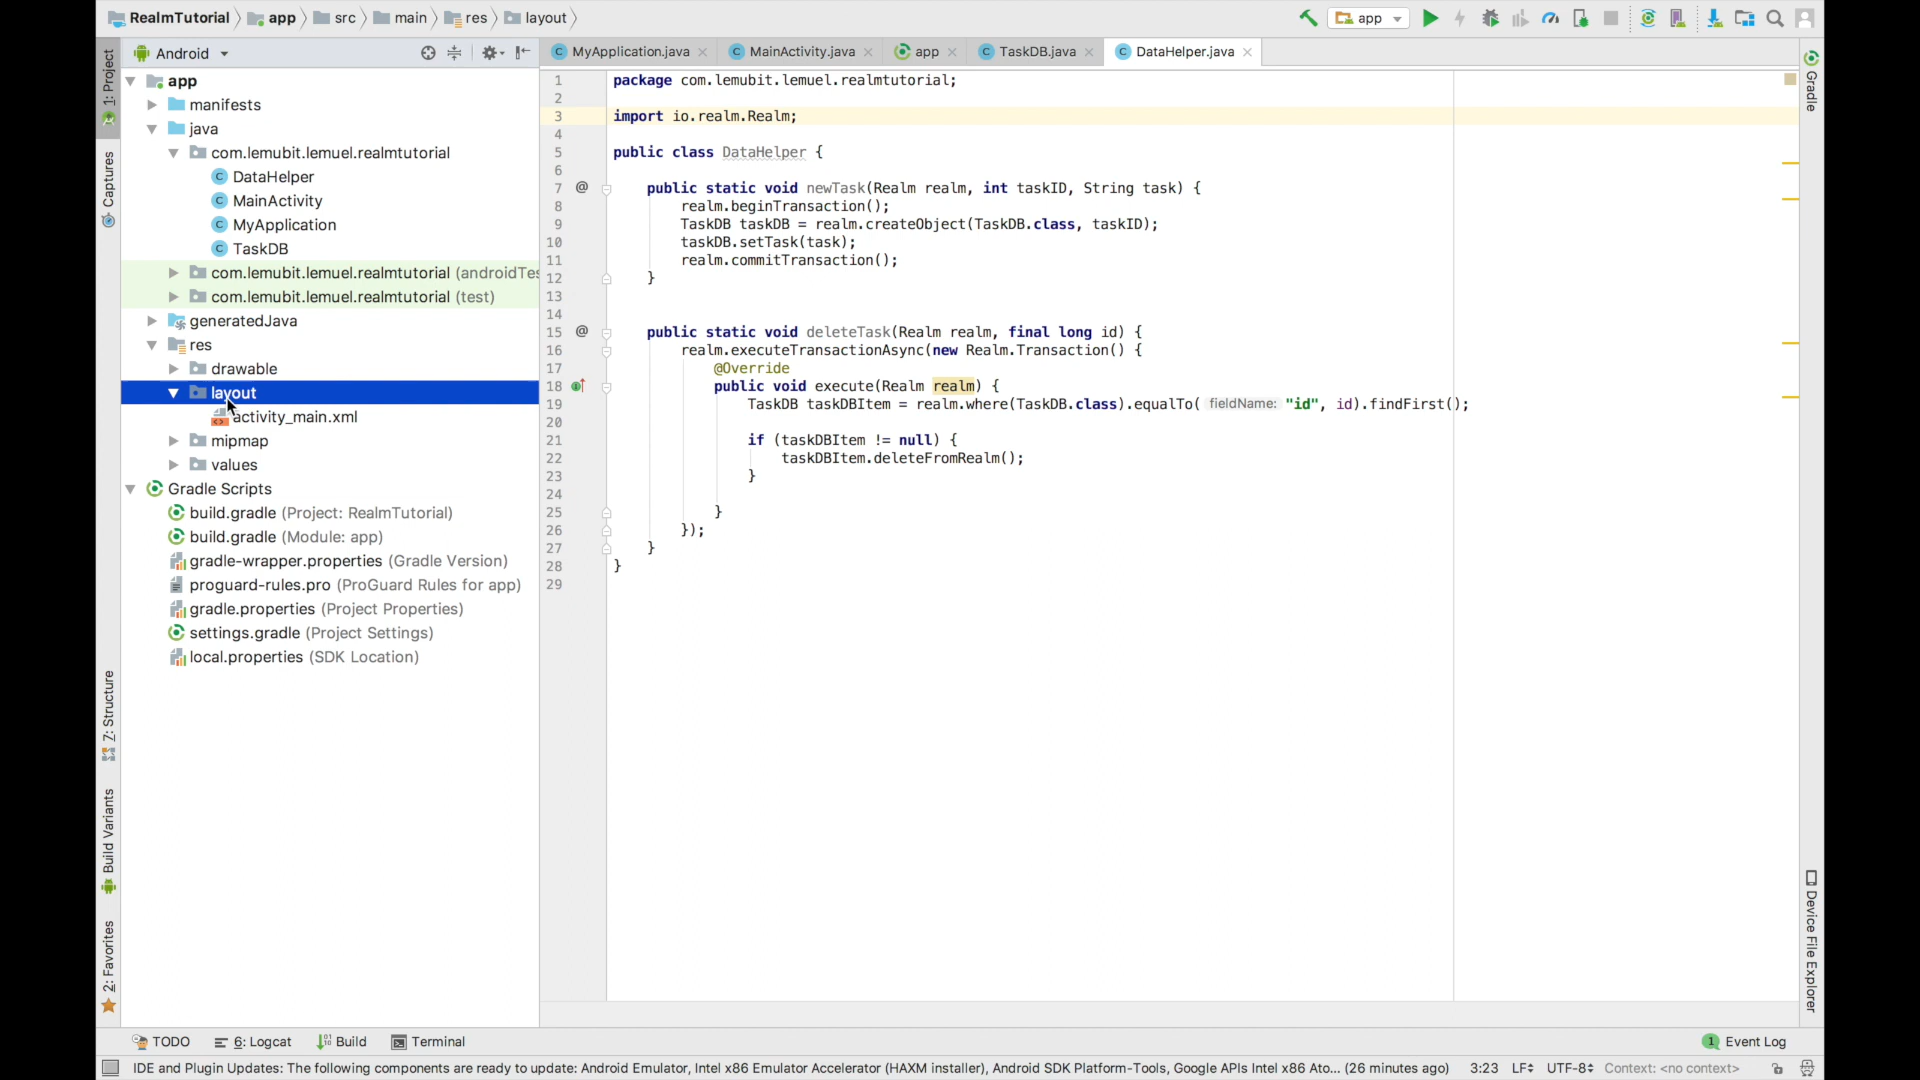 RealmTutorial app src main res layout
app
1: Project
Captures
Z: Structure
Build Variants
2: Favorites
Android
app
manifests
java
com.lemubit.lemuel.realmtutorial
DataHelper
MainActivity
MyApplication
TaskDB
com.lemubit.lemuel.realmtutorial (androidTes
com.lemubit.lemuel.realmtutorial (test)
generatedJava
res
drawable
layout
activity_main.xml
mipmap
values
Gradle Scripts
build.gradle (Project: RealmTutorial)
build.gradle (Module: app)
gradle-wrapper.properties (Gradle Version)
proguard-rules.pro (ProGuard Rules for app)
gradle.properties (Project Properties)
settings.gradle (Project Settings)
local.properties (SDK Location)
MyApplication.java MainActivity.java app TaskDB.java DataHelper.java
1 package com.lemubit.lemuel.realmtutorial;
2
3 import io.realm.Realm;
4
5 public class DataHelper {
6
7 @ public static void newTask(Realm realm, int taskID, String task) {
8 realm.beginTransaction();
9 TaskDB taskDB = realm.createObject(TaskDB.class, taskID);
10 taskDB.setTask(task);
11 realm.commitTransaction();
12 }
13
14
15 @ public static void deleteTask(Realm realm, final long id) {
16 realm.executeTransactionAsync(new Realm.Transaction() {
17 @Override
18 public void execute(Realm realm) {
19 TaskDB taskDBItem = realm.where(TaskDB.class).equalTo( fieldName: "id", id).findFirst();
20
21 if (taskDBItem != null) {
22 taskDBItem.deleteFromRealm();
23 }
24
25 }
26 });
27 }
28 }
29
Gradle
Device File Explorer
TODO 6: Logcat Build Terminal 1 Event Log
IDE and Plugin Updates: The following components are ready to update: Android Emulator, Intel x86 Emulator Accelerator (HAXM installer), Android SDK Platform-Tools, Google APIs Intel x86 Ato... (26 minutes ago) 3:23 LF UTF-8 Context: <no context>